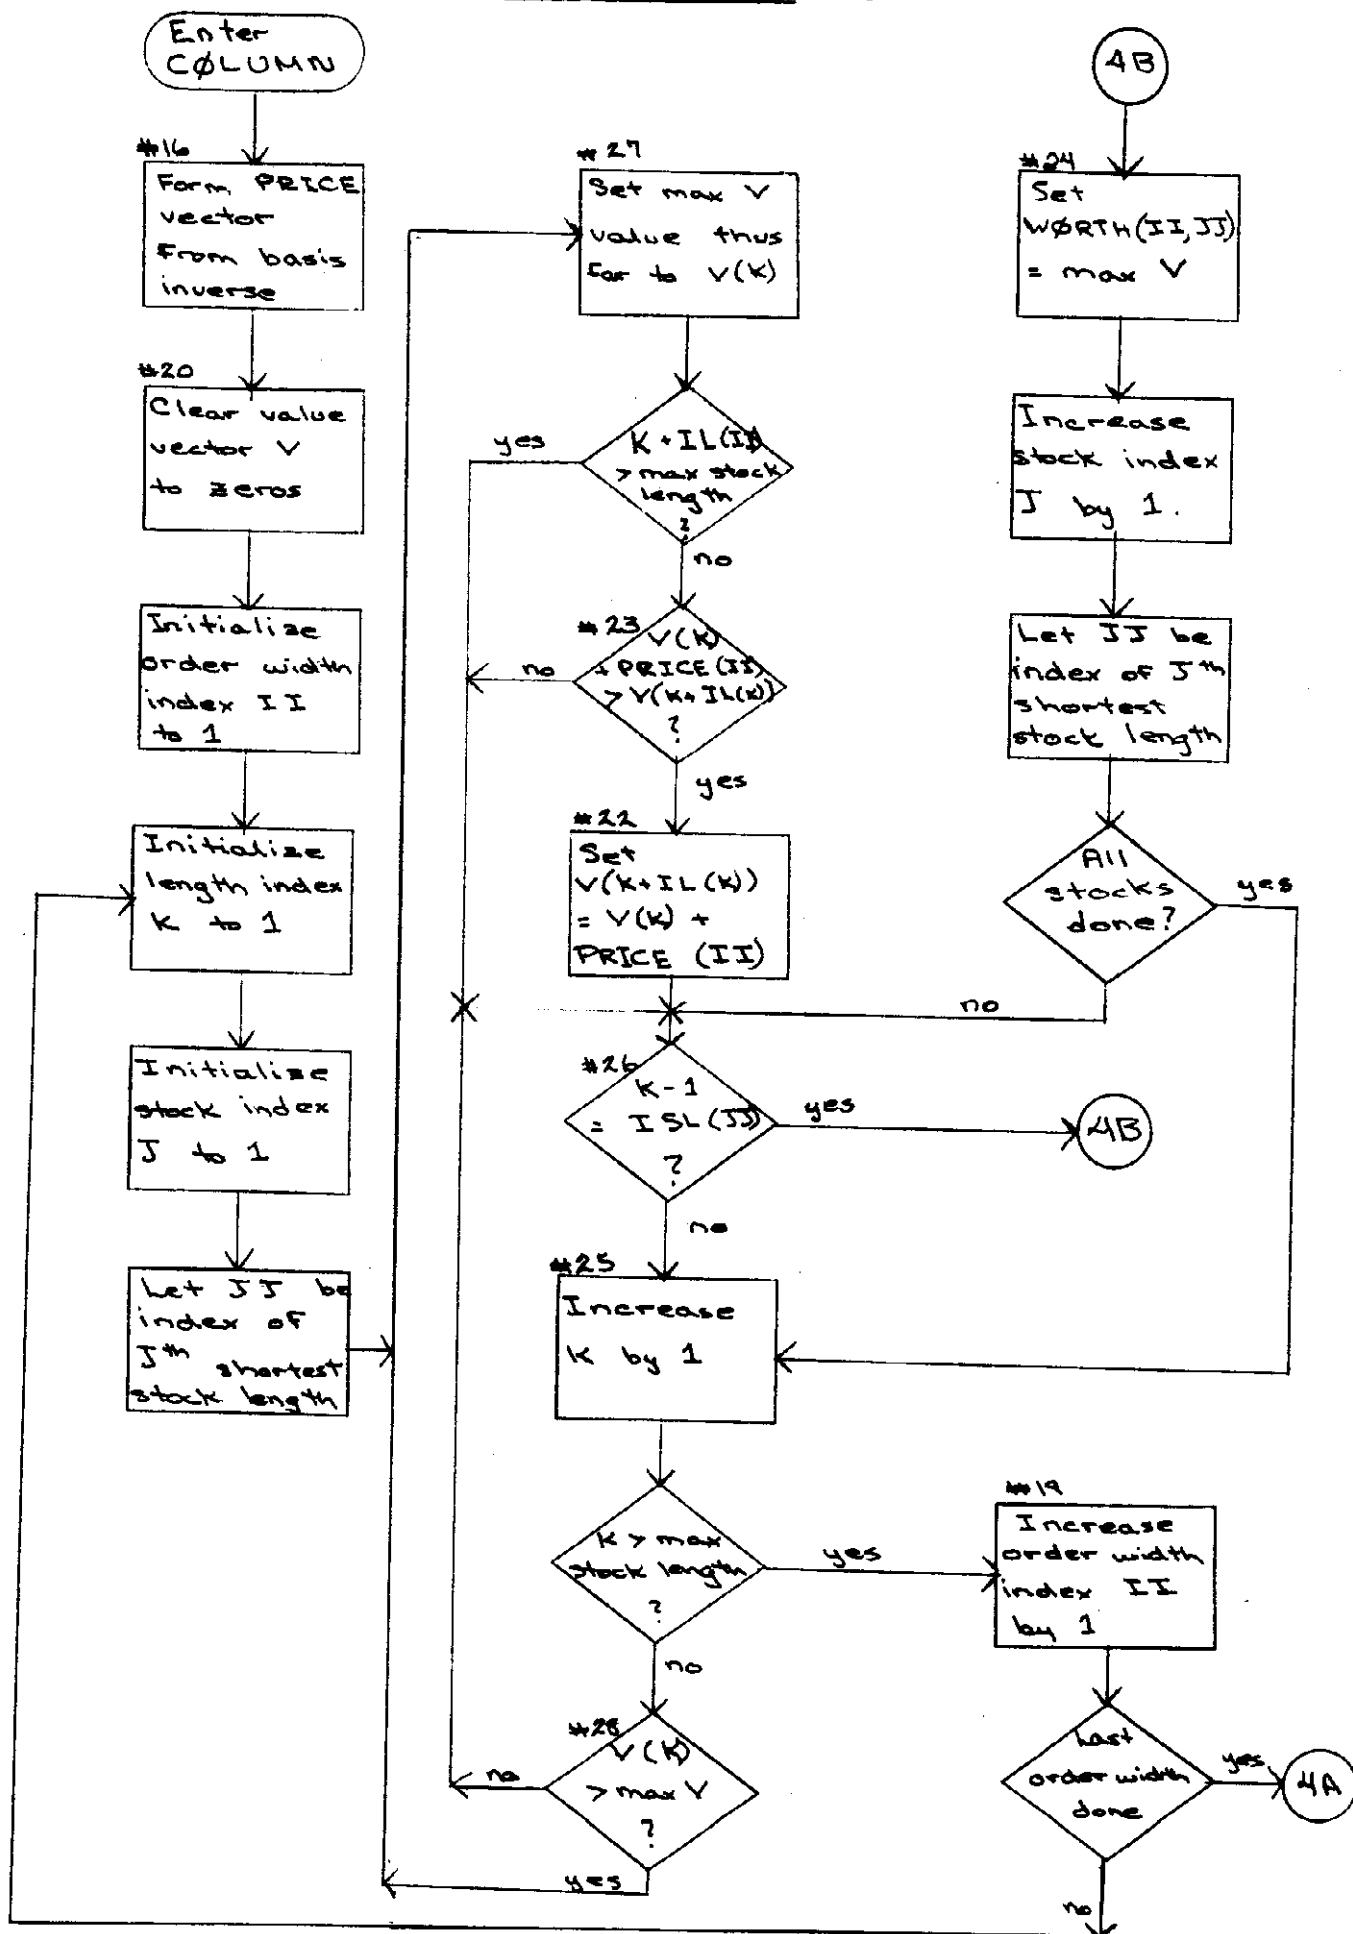 Enter
CØLUMN
#16
Form PRICE
vector
From basis
inverse
#20
Clear value
vector V
to zeros
Initialize
order width
index II
to 1
Initialize
length index
K to 1
Initialize
stock index
J to 1
Let JJ be
index of
Jth shortest
stock length
#27
Set max V
value thus
far to V(K)
K + IL(II)
> max stock
length
?
yes
no
#23
V(K)
+ PRICE(II)
> V(K+IL(K))
?
no
yes
#22
Set
V(K+IL(K))
= V(K) +
PRICE (II)
#26
K-1
= ISL(JJ)
?
yes
4B
no
#25
Increase
K by 1
K > max
stock length
?
yes
no
#28
V(K)
> max V
?
no
yes
4B
#24
Set
WØRTH(II,JJ)
= max V
Increase
stock index
J by 1.
Let JJ be
index of Jth
shortest
stock length
All
stocks
done?
yes
no
#19
Increase
order width
index II
by 1
Last
order width
done
yes
4A
no